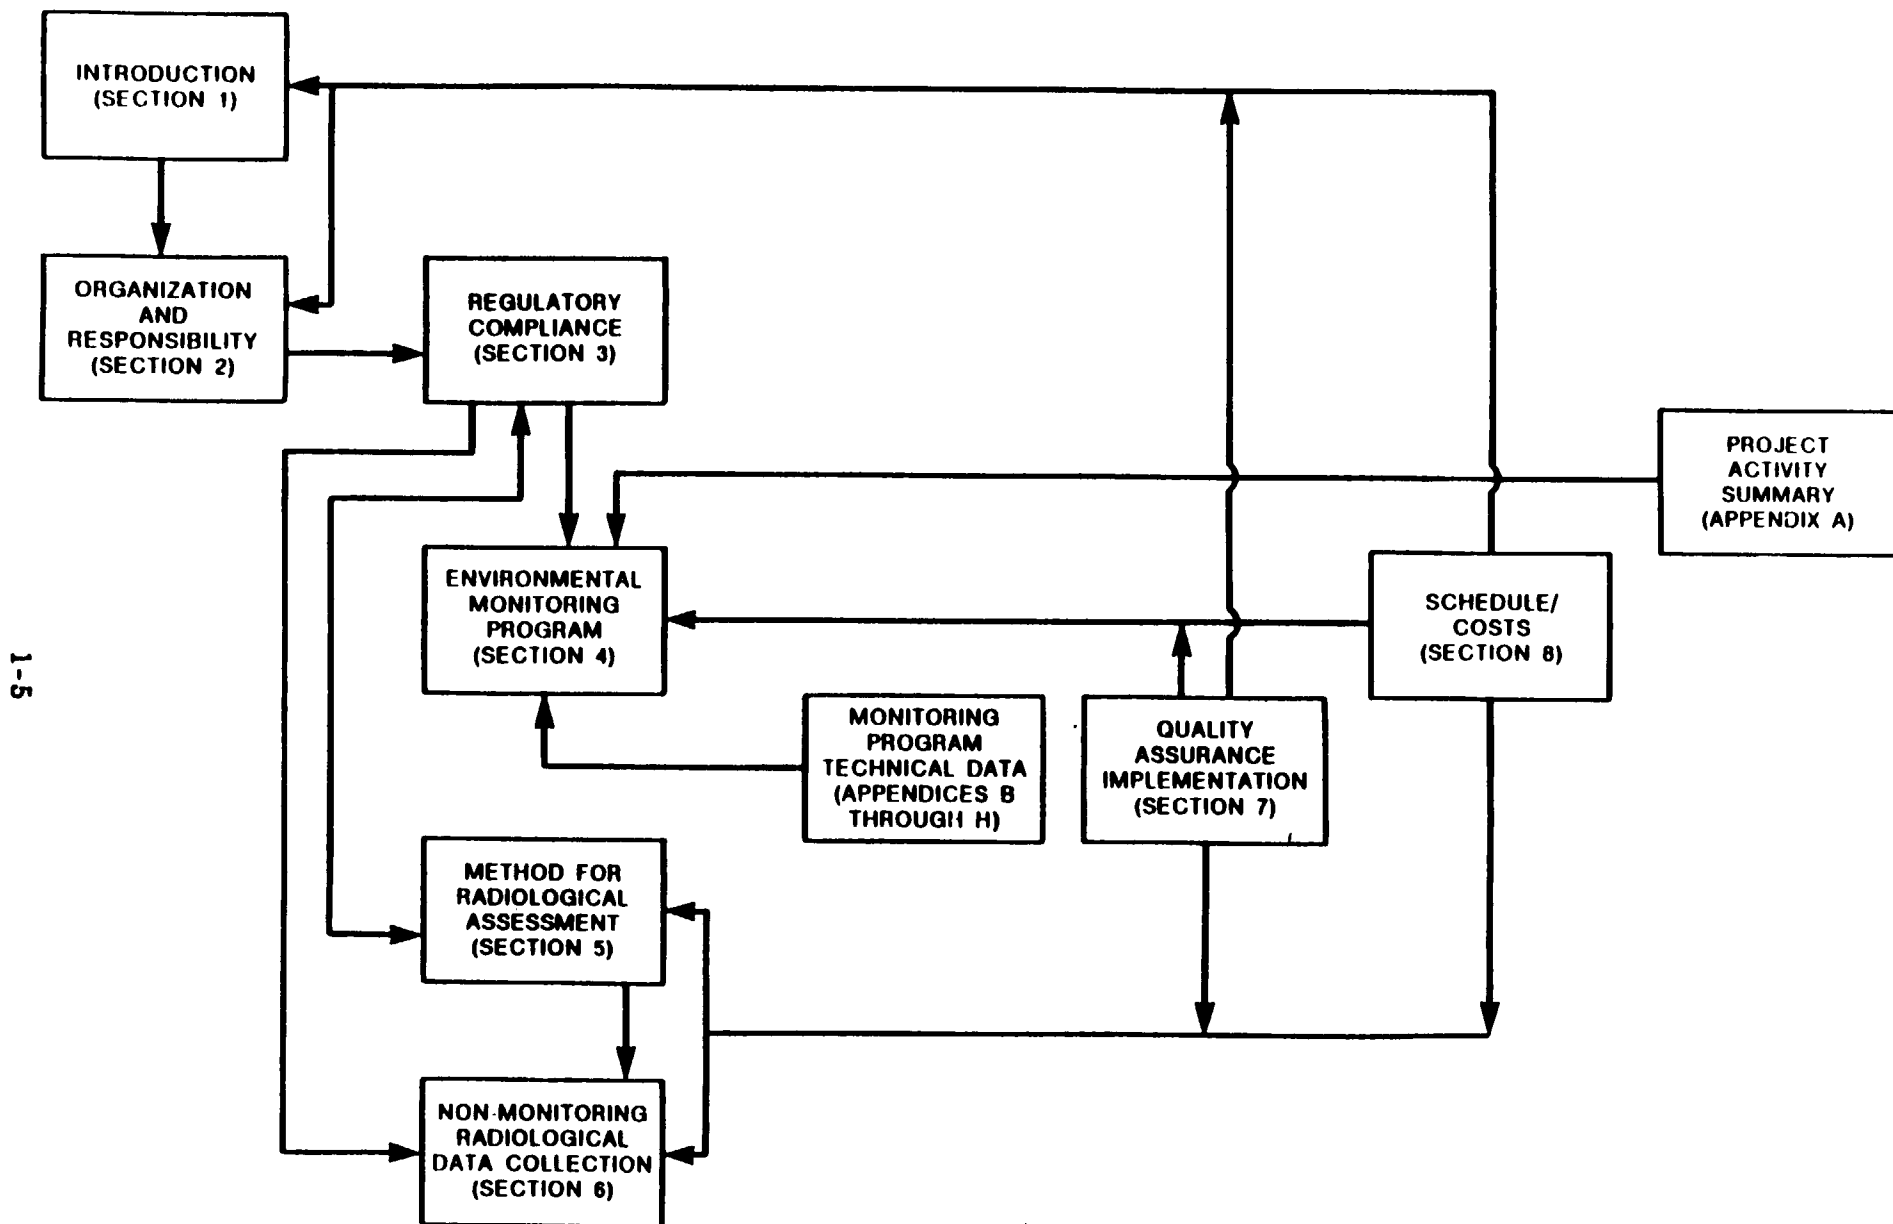 INTRODUCTION
(SECTION 1)
ORGANIZATION
AND
RESPONSIBILITY
(SECTION 2)
REGULATORY
COMPLIANCE
(SECTION 3)
PROJECT
ACTIVITY
SUMMARY
(APPENDIX A)
ENVIRONMENTAL
MONITORING
PROGRAM
(SECTION 4)
SCHEDULE/
COSTS
(SECTION 8)
MONITORING
PROGRAM
TECHNICAL DATA
(APPENDICES B
THROUGH H)
QUALITY
ASSURANCE
IMPLEMENTATION
(SECTION 7)
METHOD FOR
RADIOLOGICAL
ASSESSMENT
(SECTION 5)
NON-MONITORING
RADIOLOGICAL
DATA COLLECTION
(SECTION 6)
1-5